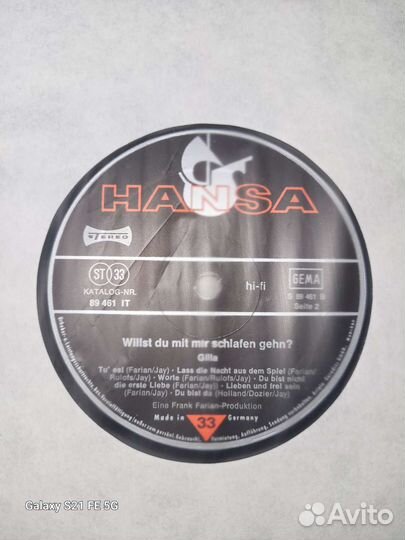 HANSA
STEREO
ST 33
KATALOG-NR.
89 461 IT
hi-fi
GEMA
S 89 461 B
Seite 2
Willst du mit mir schlafen gehn?
Gilla
Tu' es! (Farian/Jay) · Lass die Nacht aus dem Spiel (Farian/
Rulofs/Jay) · Worte (Farian/Rulofs/Jay) · Du bist nicht
die erste Liebe (Farian/Jay) · Lieben und frei sein
(Farian/Jay) · Du bist da (Holland/Dozier/Jay)
Eine Frank Farian-Produktion
Made in 33 Germany
Galaxy S21 FE 5G
Avito